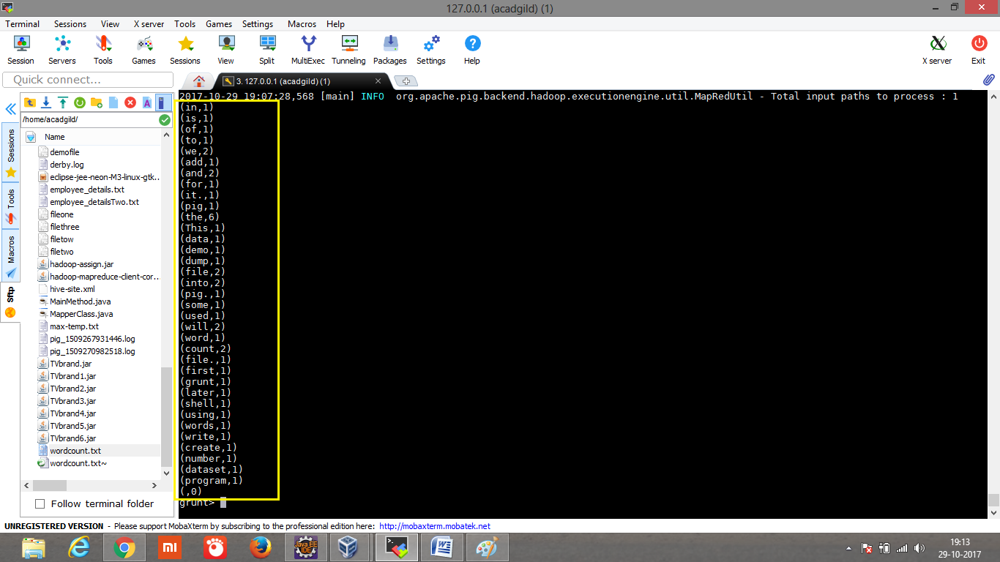 127.0.0.1 (acadgild) (1)
Terminal Sessions View X server Tools Games Settings Macros Help
Session Servers Tools Games Sessions View Split MultiExec Tunneling Packages Settings Help X server Exit
Quick connect...
3. 127.0.0.1 (acadgild) (1)
/home/acadgild/
Name
demofile
derby.log
eclipse-jee-neon-M3-linux-gtk..
employee_details.txt
employee_detailsTwo.txt
fileone
filethree
filetow
filetwo
hadoop-assign.jar
hadoop-mapreduce-client-cor...
hive-site.xml
MainMethod.java
MapperClass.java
max-temp.txt
pig_1509267931446.log
pig_1509270982518.log
TVbrand.jar
TVbrand1.jar
TVbrand2.jar
TVbrand3.jar
TVbrand4.jar
TVbrand5.jar
TVbrand6.jar
wordcount.txt
wordcount.txt~
Follow terminal folder
Sessions
Tools
Macros
Sftp
2017-10-29 19:07:28,568 [main] INFO org.apache.pig.backend.hadoop.executionengine.util.MapRedUtil - Total input paths to process : 1
(in,1)
(is,1)
(of,1)
(to,1)
(we,2)
(add,1)
(and,2)
(for,1)
(it.,1)
(pig,1)
(the,6)
(This,1)
(data,1)
(demo,1)
(dump,1)
(file,2)
(into,2)
(pig.,1)
(some,1)
(used,1)
(will,2)
(word,1)
(count,2)
(file.,1)
(first,1)
(grunt,1)
(later,1)
(shell,1)
(using,1)
(words,1)
(write,1)
(create,1)
(number,1)
(dataset,1)
(program,1)
(,0)
grunt>
UNREGISTERED VERSION - Please support MobaXterm by subscribing to the professional edition here: http://mobaxterm.mobatek.net
mi
Java EE
IDE
19:13
29-10-2017